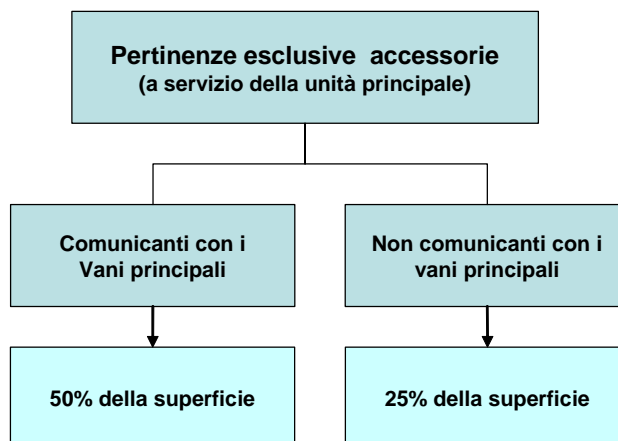 Pertinenze esclusive accessorie
(a servizio della unità principale)
Comunicanti con i
Vani principali
Non comunicanti con i
vani principali
50% della superficie
25% della superficie